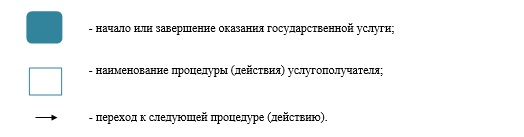 - начало или завершение оказания государственной услуги;
- наименование процедуры (действия) услугополучателя;
- переход к следующей процедуре (действию).